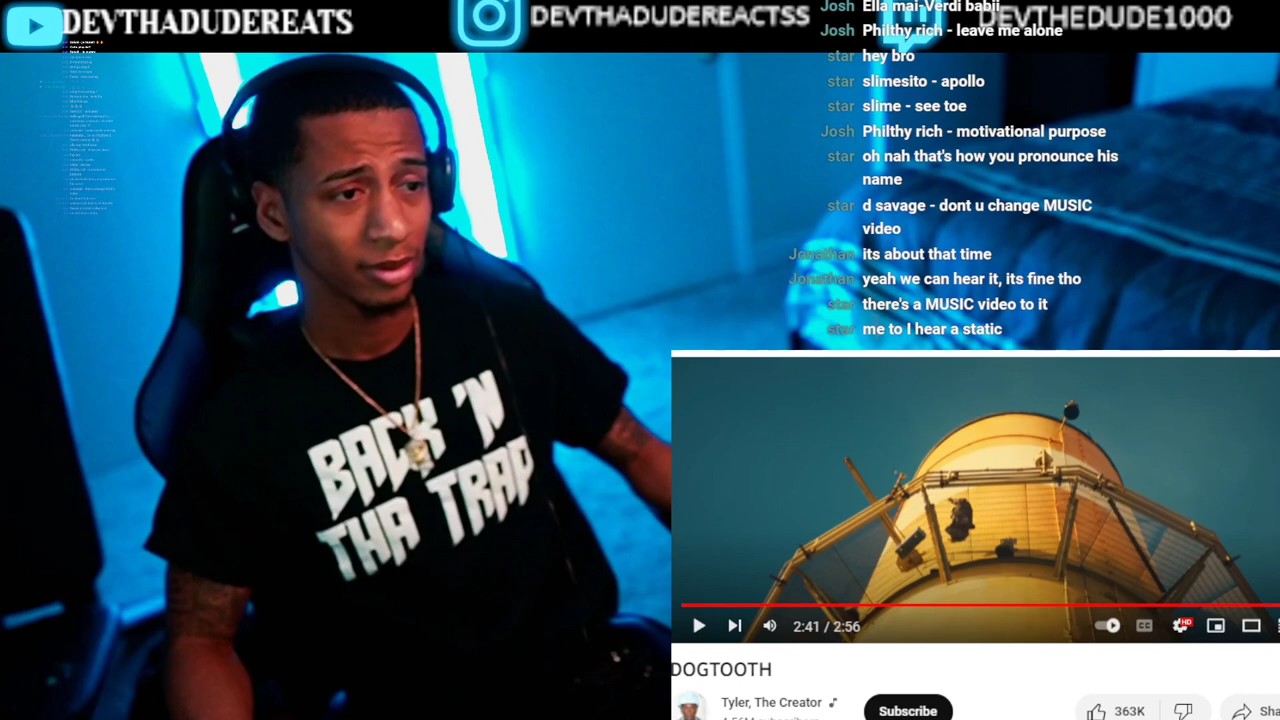 DEVTHADUDEREATS
DEVTHADUDEREACTSS
DEVTHEDUDE1000
Josh Ella mai-Verdi babii
Josh Philthy rich - leave me alone
star hey bro
star slimesito - apollo
star slime - see toe
Josh Philthy rich - motivational purpose
star oh nah that's how you pronounce his
name
star d savage - dont u change MUSIC
video
Jonathan its about that time
Jonathan yeah we can hear it, its fine tho
star there's a MUSIC video to it
star me to I hear a static
BACK 'N
THA TRAP
2:41 / 2:56
CC
HD
DOGTOOTH
Tyler, The Creator
Subscribe
363K
Sha